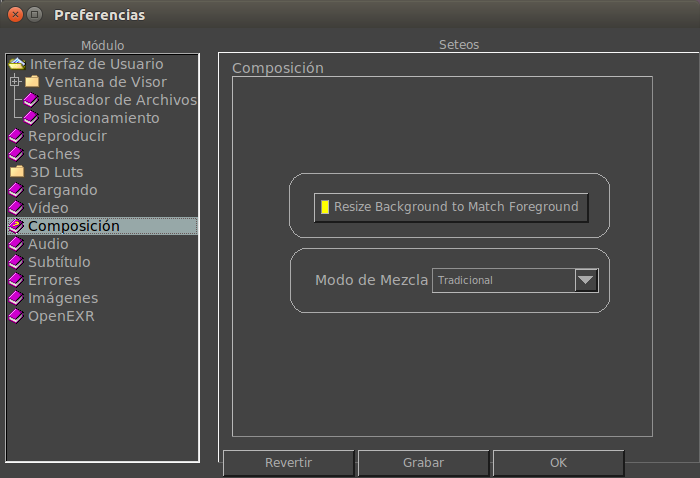 Preferencias
Módulo
Seteos
Interfaz de Usuario
Ventana de Visor
Buscador de Archivos
Posicionamiento
Reproducir
Caches
3D Luts
Cargando
Vídeo
Composición
Audio
Subtítulo
Errores
Imágenes
OpenEXR
Composición
Resize Background to Match Foreground
Modo de Mezcla Tradicional
Revertir Grabar OK